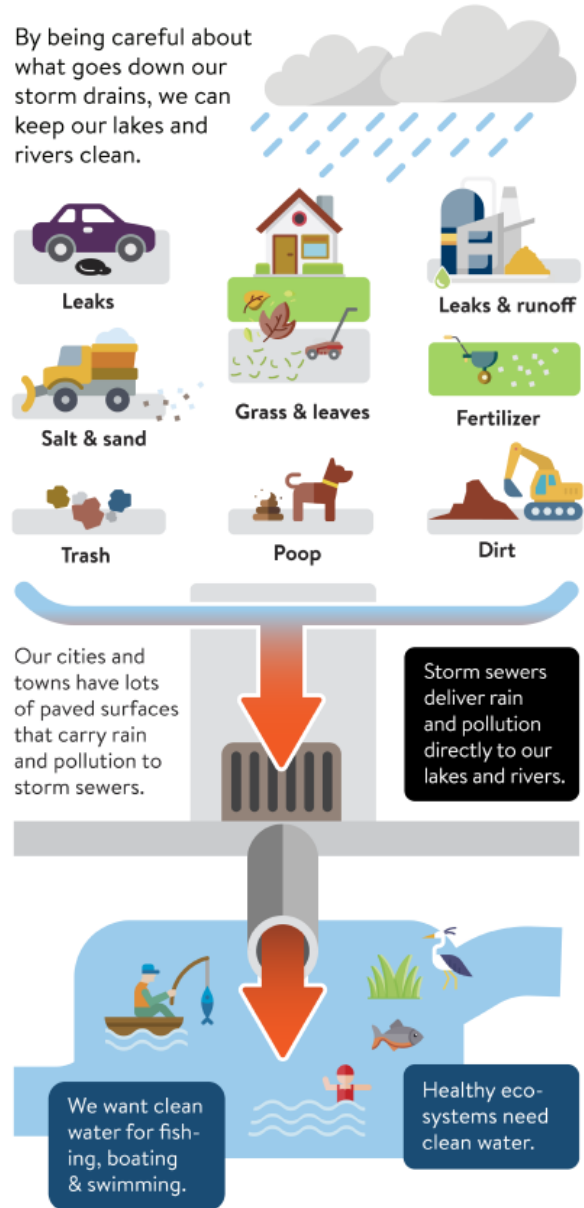 By being careful about
what goes down our
storm drains, we can
keep our lakes and
rivers clean.
Leaks
Grass & leaves
Leaks & runoff
Salt & sand
Fertilizer
Trash
Poop
Dirt
Our cities and
towns have lots
of paved surfaces
that carry rain
and pollution to
storm sewers.
Storm sewers
deliver rain
and pollution
directly to our
lakes and rivers.
We want clean
water for fish-
ing, boating
& swimming.
Healthy eco-
systems need
clean water.